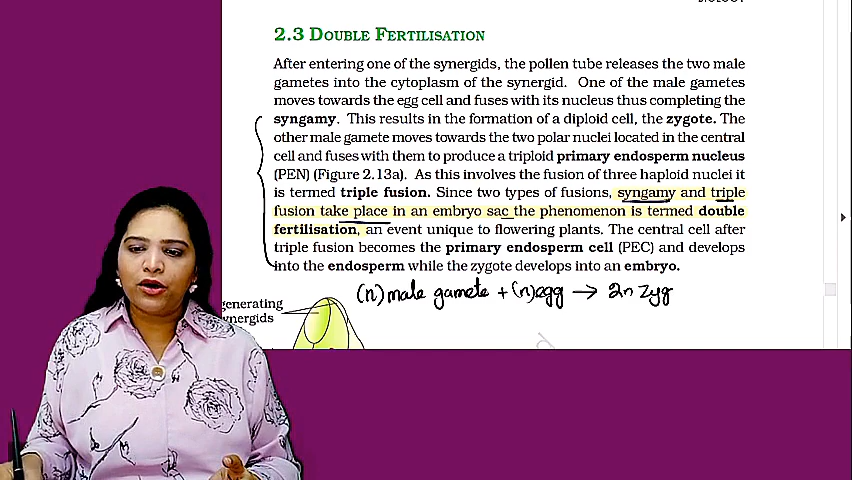 2.3 DOUBLE FERTILISATION
After entering one of the synergids, the pollen tube releases the two male
gametes into the cytoplasm of the synergid. One of the male gametes
moves towards the egg cell and fuses with its nucleus thus completing the
syngamy. This results in the formation of a diploid cell, the zygote. The
other male gamete moves towards the two polar nuclei located in the central
cell and fuses with them to produce a triploid primary endosperm nucleus
(PEN) (Figure 2.13a). As this involves the fusion of three haploid nuclei it
is termed triple fusion. Since two types of fusions, syngamy and triple
fusion take place in an embryo sac the phenomenon is termed double
fertilisation, an event unique to flowering plants. The central cell after
triple fusion becomes the primary endosperm cell (PEC) and develops
into the endosperm while the zygote develops into an embryo.
(n) male gamete + (n) egg → 2n zyg
generating
ynergids